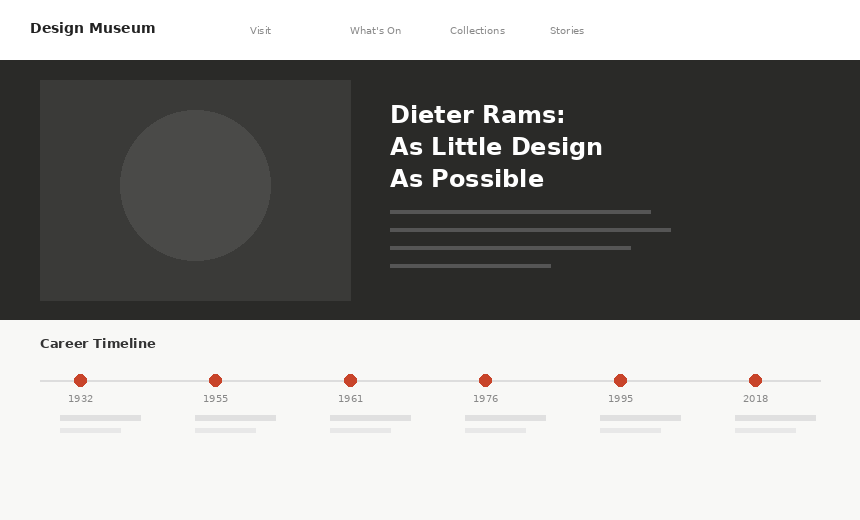 Design Museum
Visit
What's On
Collections
Stories
Dieter Rams:
As Little Design
As Possible
Career Timeline
1932
1955
1961
1976
1995
2018